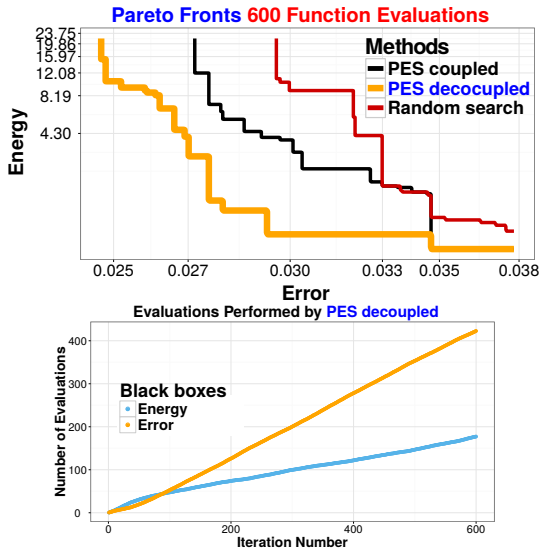 Pareto Fronts 600 Function Evaluations
23.75
19.86
15.97
12.08
8.19
4.30
Energy
Methods
PES coupled
PES decocupled
Random search
0.025 0.027 0.030 0.033 0.035 0.038
Error
Evaluations Performed by PES decoupled
400
300
200
100
0
Number of Evaluations
Black boxes
Energy
Error
0 200 400 600
Iteration Number